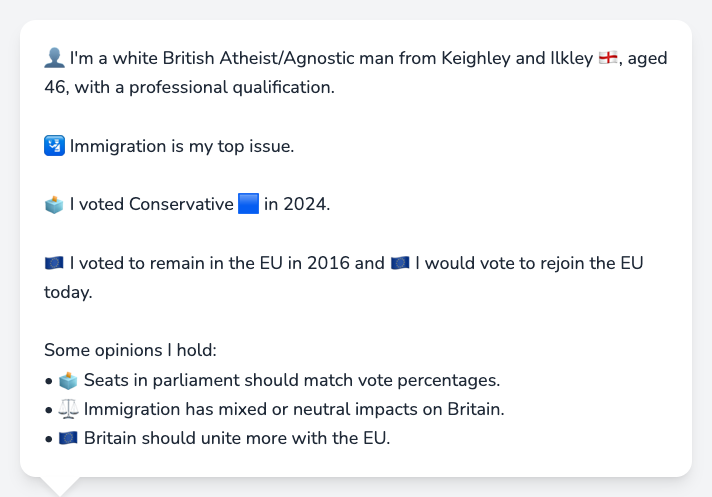 👤 I'm a white British Atheist/Agnostic man from Keighley and Ilkley 🏴󠁧󠁢󠁥󠁮󠁧󠁿, aged
46, with a professional qualification.
🛂 Immigration is my top issue.
🗳️ I voted Conservative 🟦 in 2024.
🇪🇺 I voted to remain in the EU in 2016 and 🇪🇺 I would vote to rejoin the EU
today.
Some opinions I hold:
• 🗳️ Seats in parliament should match vote percentages.
• ⚖️ Immigration has mixed or neutral impacts on Britain.
• 🇪🇺 Britain should unite more with the EU.